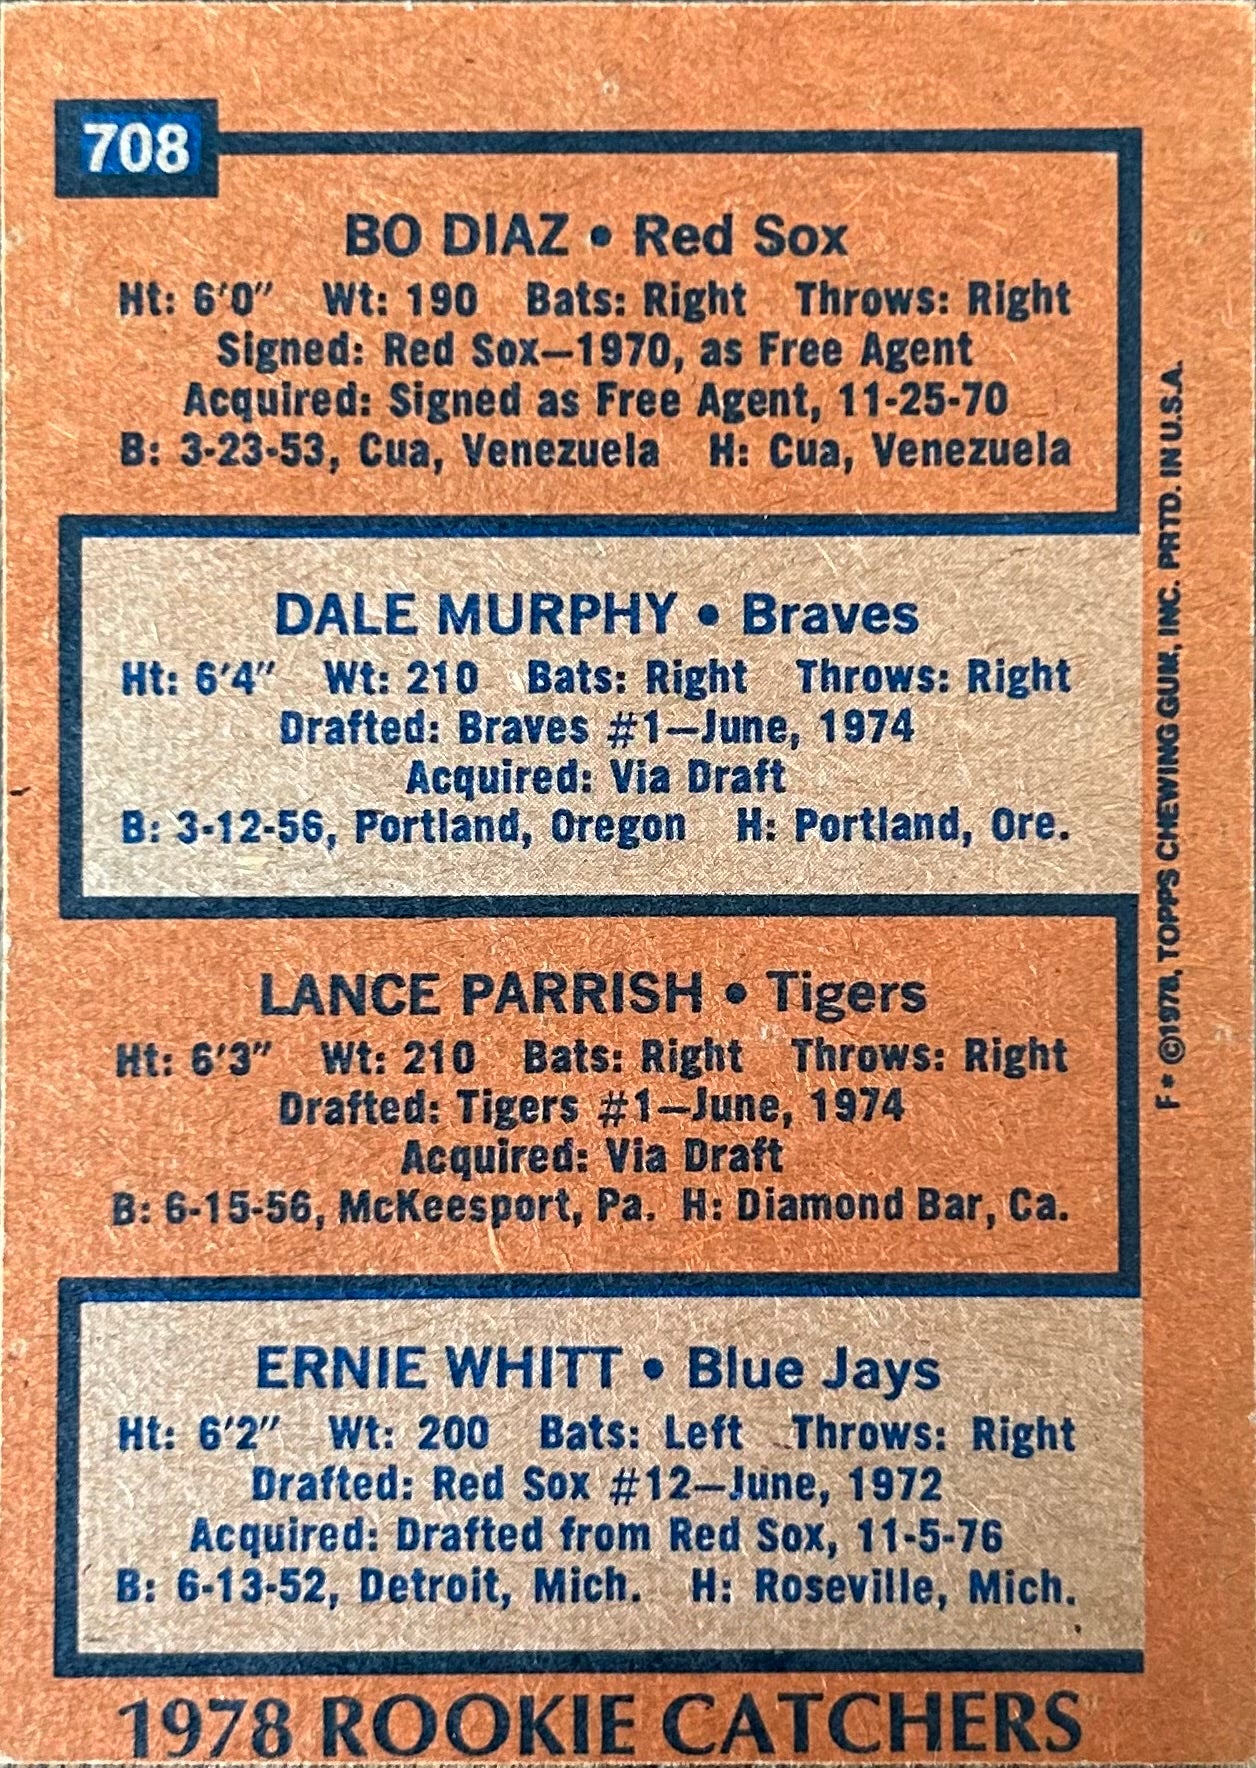 708
BO DIAZ • Red Sox
Ht: 6'0" Wt: 190 Bats: Right Throws: Right
Signed: Red Sox—1970, as Free Agent
Acquired: Signed as Free Agent, 11-25-70
B: 3-23-53, Cua, Venezuela H: Cua, Venezuela
DALE MURPHY • Braves
Ht: 6'4" Wt: 210 Bats: Right Throws: Right
Drafted: Braves #1—June, 1974
Acquired: Via Draft
B: 3-12-56, Portland, Oregon H: Portland, Ore.
LANCE PARRISH • Tigers
Ht: 6'3" Wt: 210 Bats: Right Throws: Right
Drafted: Tigers #1—June, 1974
Acquired: Via Draft
B: 6-15-56, McKeesport, Pa. H: Diamond Bar, Ca.
ERNIE WHITT • Blue Jays
Ht: 6'2" Wt: 200 Bats: Left Throws: Right
Drafted: Red Sox #12—June, 1972
Acquired: Drafted from Red Sox, 11-5-76
B: 6-13-52, Detroit, Mich. H: Roseville, Mich.
1978 ROOKIE CATCHERS
F* ©1978, TOPPS CHEWING GUM, INC. PRTD. IN U.S.A.